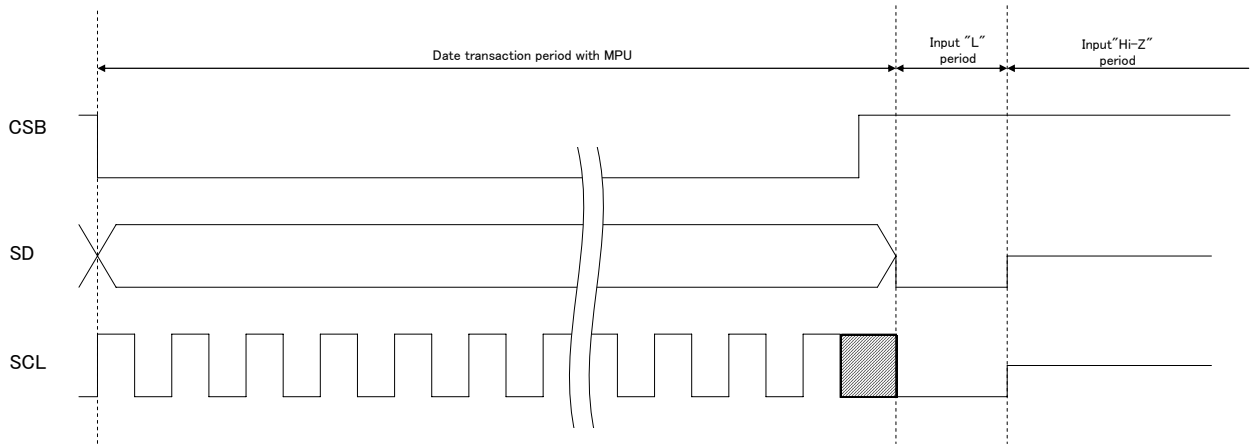 Date transaction period with MPU
Input "L"
period
Input"Hi-Z"
period
CSB
SD
SCL